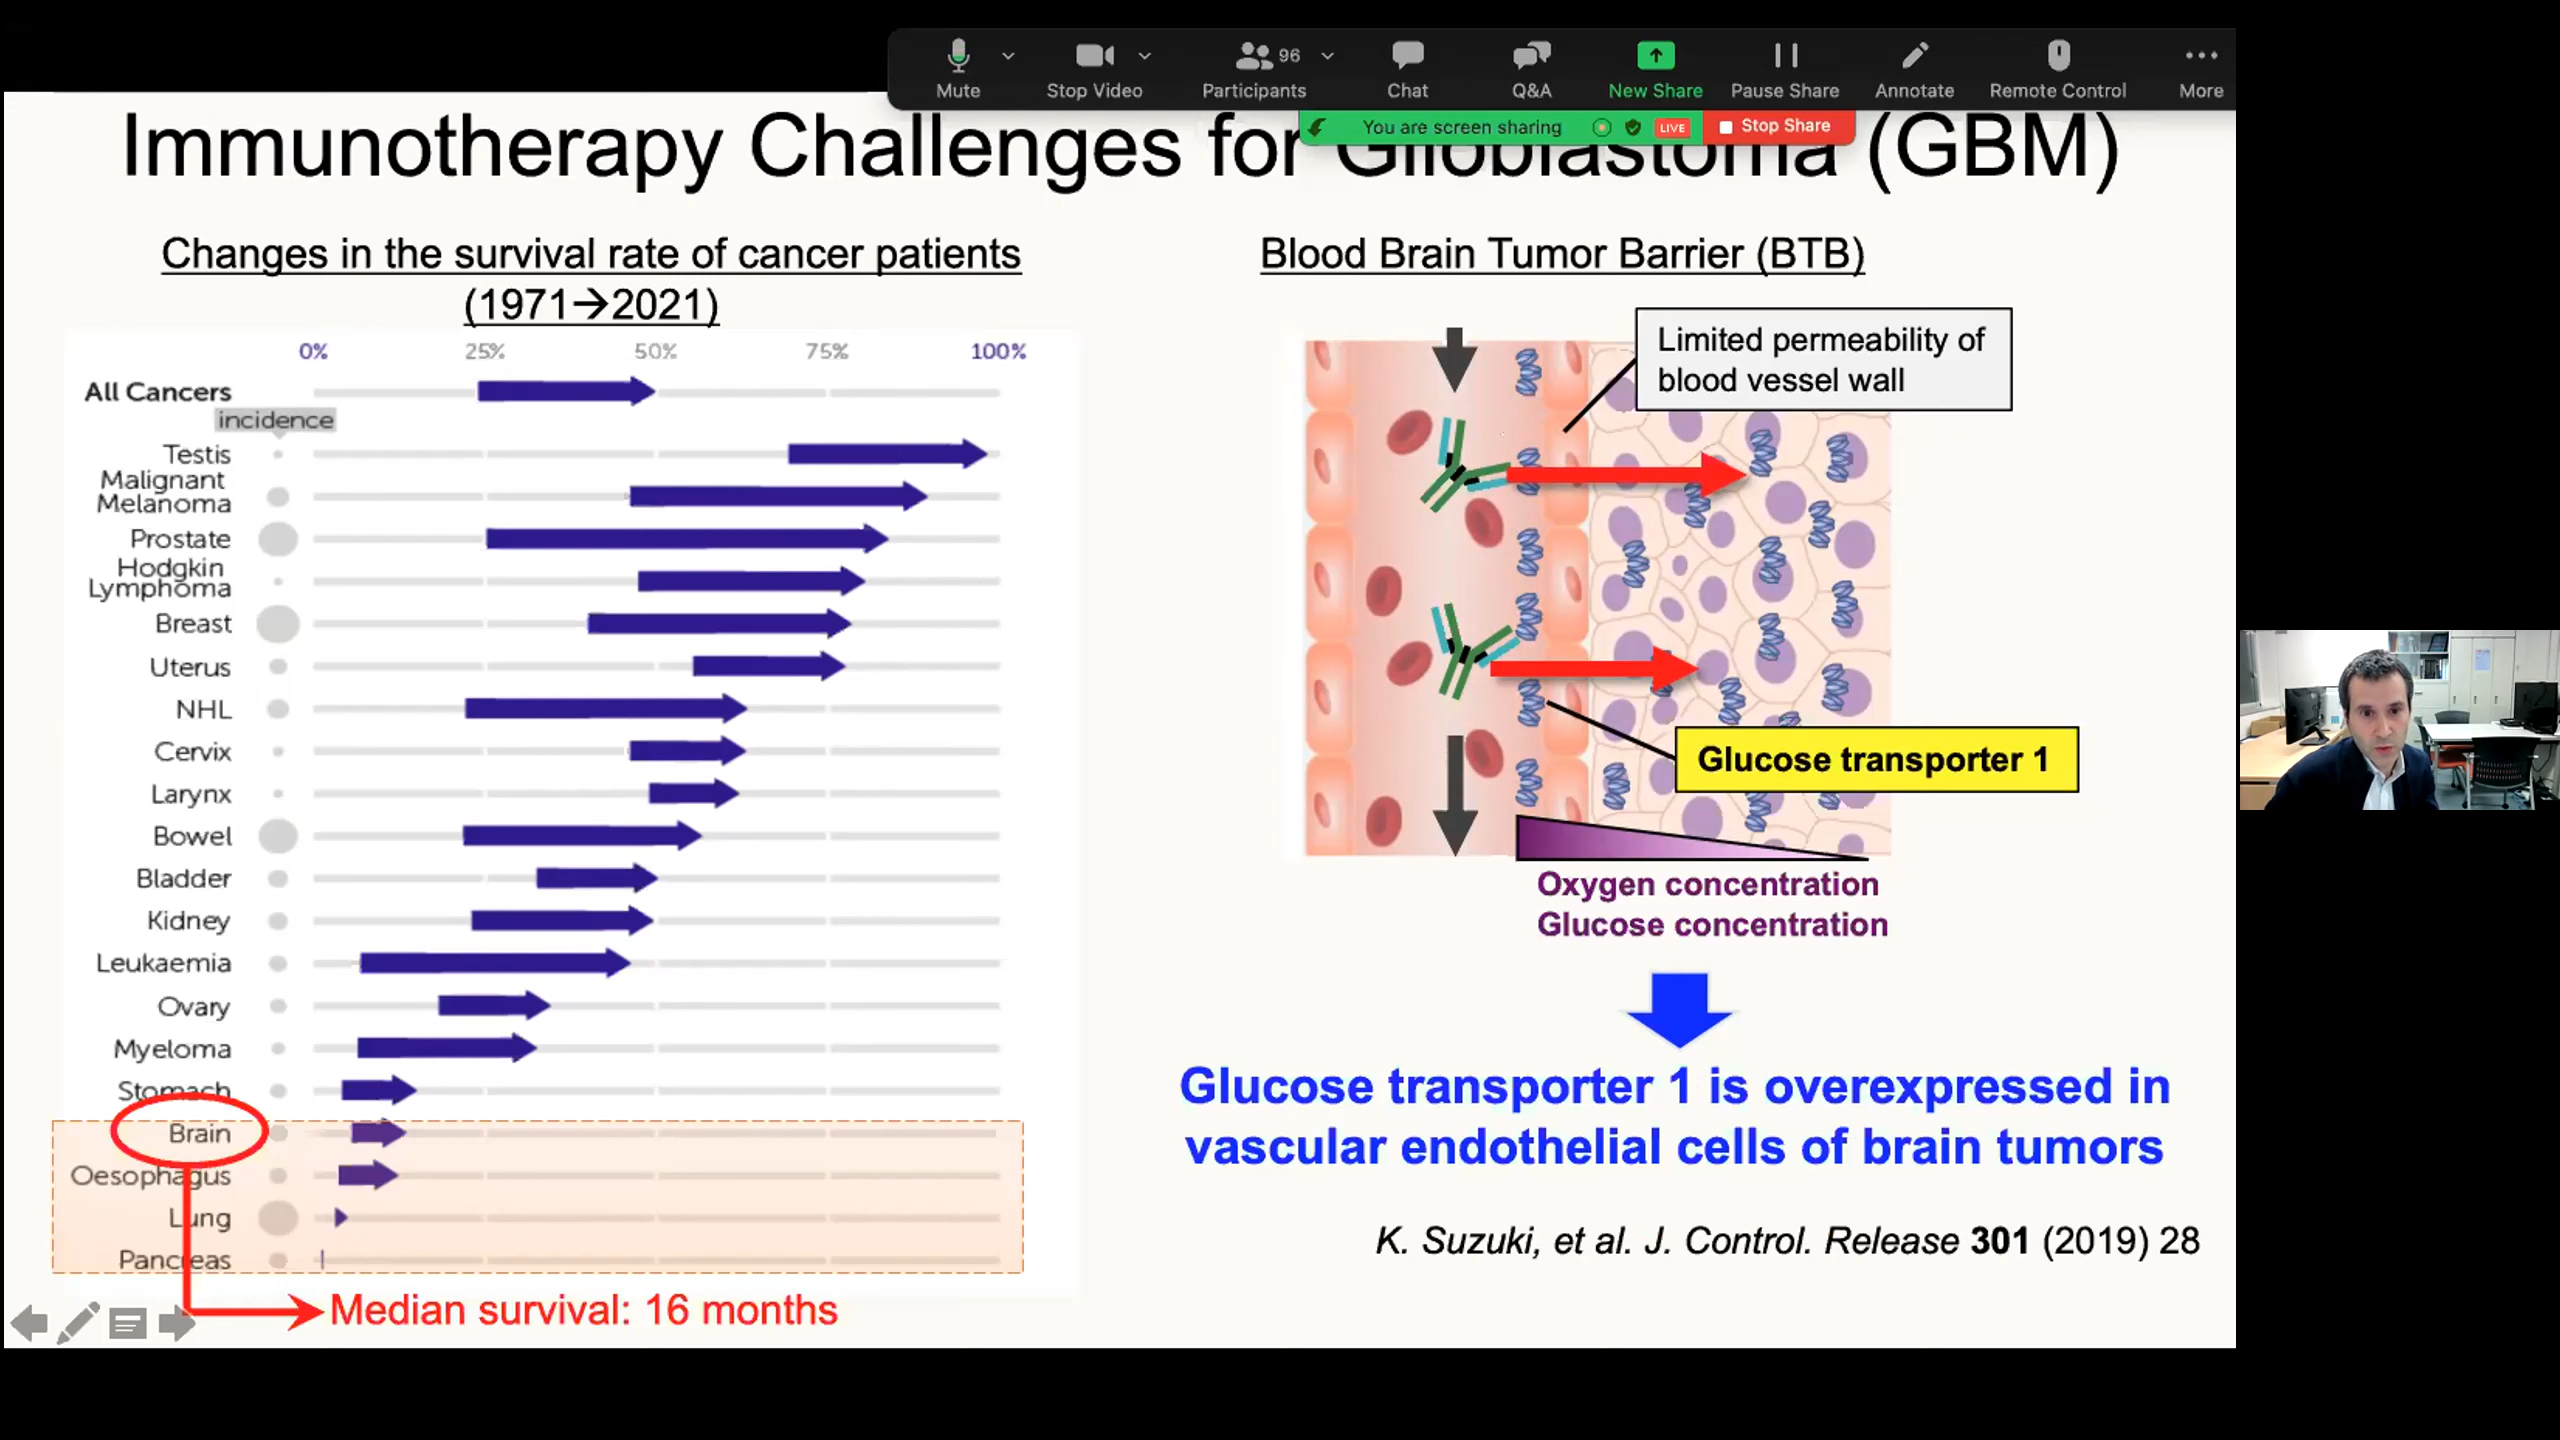 Mute
Stop Video
96
Participants
Chat
Q&A
New Share
Pause Share
Annotate
Remote Control
More
You are screen sharing
LIVE
Stop Share
Immunotherapy Challenges for Glioblastoma (GBM)
Changes in the survival rate of cancer patients
(1971→2021)
0% 25% 50% 75% 100%
All Cancers
incidence
Testis
Malignant
Melanoma
Prostate
Hodgkin
Lymphoma
Breast
Uterus
NHL
Cervix
Larynx
Bowel
Bladder
Kidney
Leukaemia
Ovary
Myeloma
Stomach
Brain
Oesophagus
Lung
Pancreas
Median survival: 16 months
Blood Brain Tumor Barrier (BTB)
Limited permeability of
blood vessel wall
Glucose transporter 1
Oxygen concentration
Glucose concentration
Glucose transporter 1 is overexpressed in
vascular endothelial cells of brain tumors
K. Suzuki, et al. J. Control. Release 301 (2019) 28